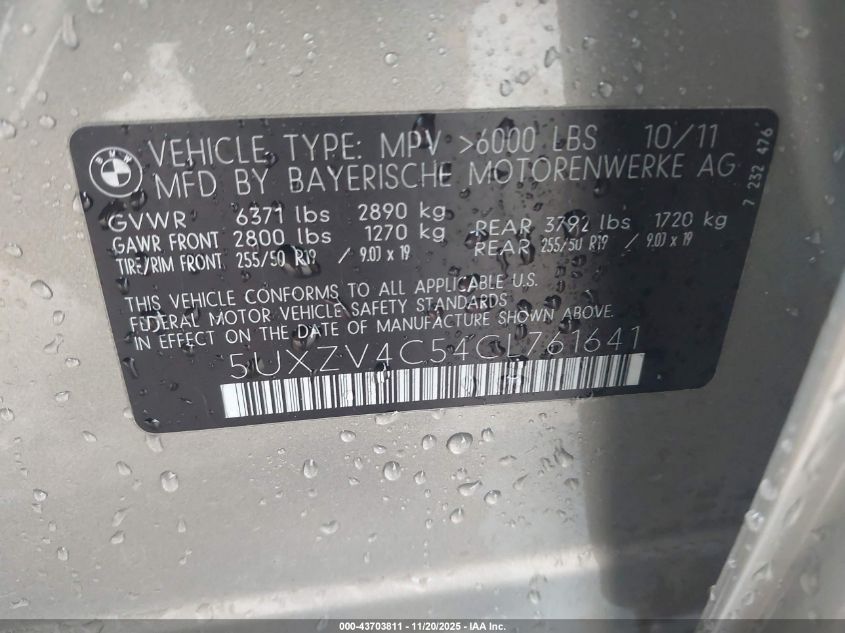 BMW
VEHICLE TYPE: MPV >6000 LBS 10/11
MFD BY BAYERISCHE MOTORENWERKE AG
7 232 476
GVWR 6371 lbs 2890 kg
GAWR FRONT 2800 lbs 1270 kg -REAR 3792 lbs 1720 kg
TIRE/RIM FRONT 255/50 R19 / 9.0J x 19 REAR 255/50 R19 / 9.0J x 19
THIS VEHICLE CONFORMS TO ALL APPLICABLE U.S.
FEDERAL MOTOR VEHICLE SAFETY STANDARDS
IN EFFECT ON THE DATE OF MANUFACTURE SHOWN ABOVE.
5UXZV4C54CL761641
000-43703811 - 11/20/2025 - IAA Inc.